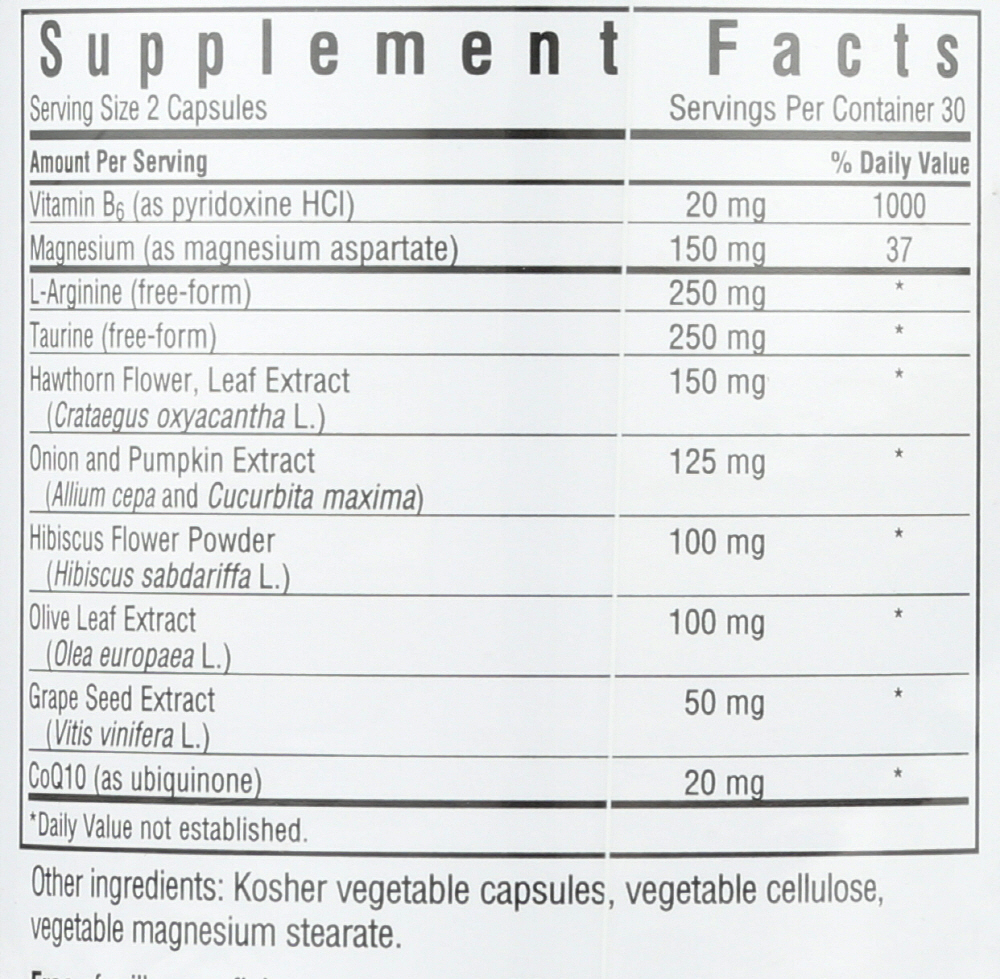 Supplement Facts
Serving Size 2 Capsules Servings Per Container 30
Amount Per Serving % Daily Value
Vitamin B₆ (as pyridoxine HCl) 20 mg 1000
Magnesium (as magnesium aspartate) 150 mg 37
L-Arginine (free-form) 250 mg *
Taurine (free-form) 250 mg *
Hawthorn Flower, Leaf Extract 150 mg *
(Crataegus oxyacantha L.)
Onion and Pumpkin Extract 125 mg *
(Allium cepa and Cucurbita maxima)
Hibiscus Flower Powder 100 mg *
(Hibiscus sabdariffa L.)
Olive Leaf Extract 100 mg *
(Olea europaea L.)
Grape Seed Extract 50 mg *
(Vitis vinifera L.)
CoQ10 (as ubiquinone) 20 mg *
*Daily Value not established.
Other ingredients: Kosher vegetable capsules, vegetable cellulose,
vegetable magnesium stearate.